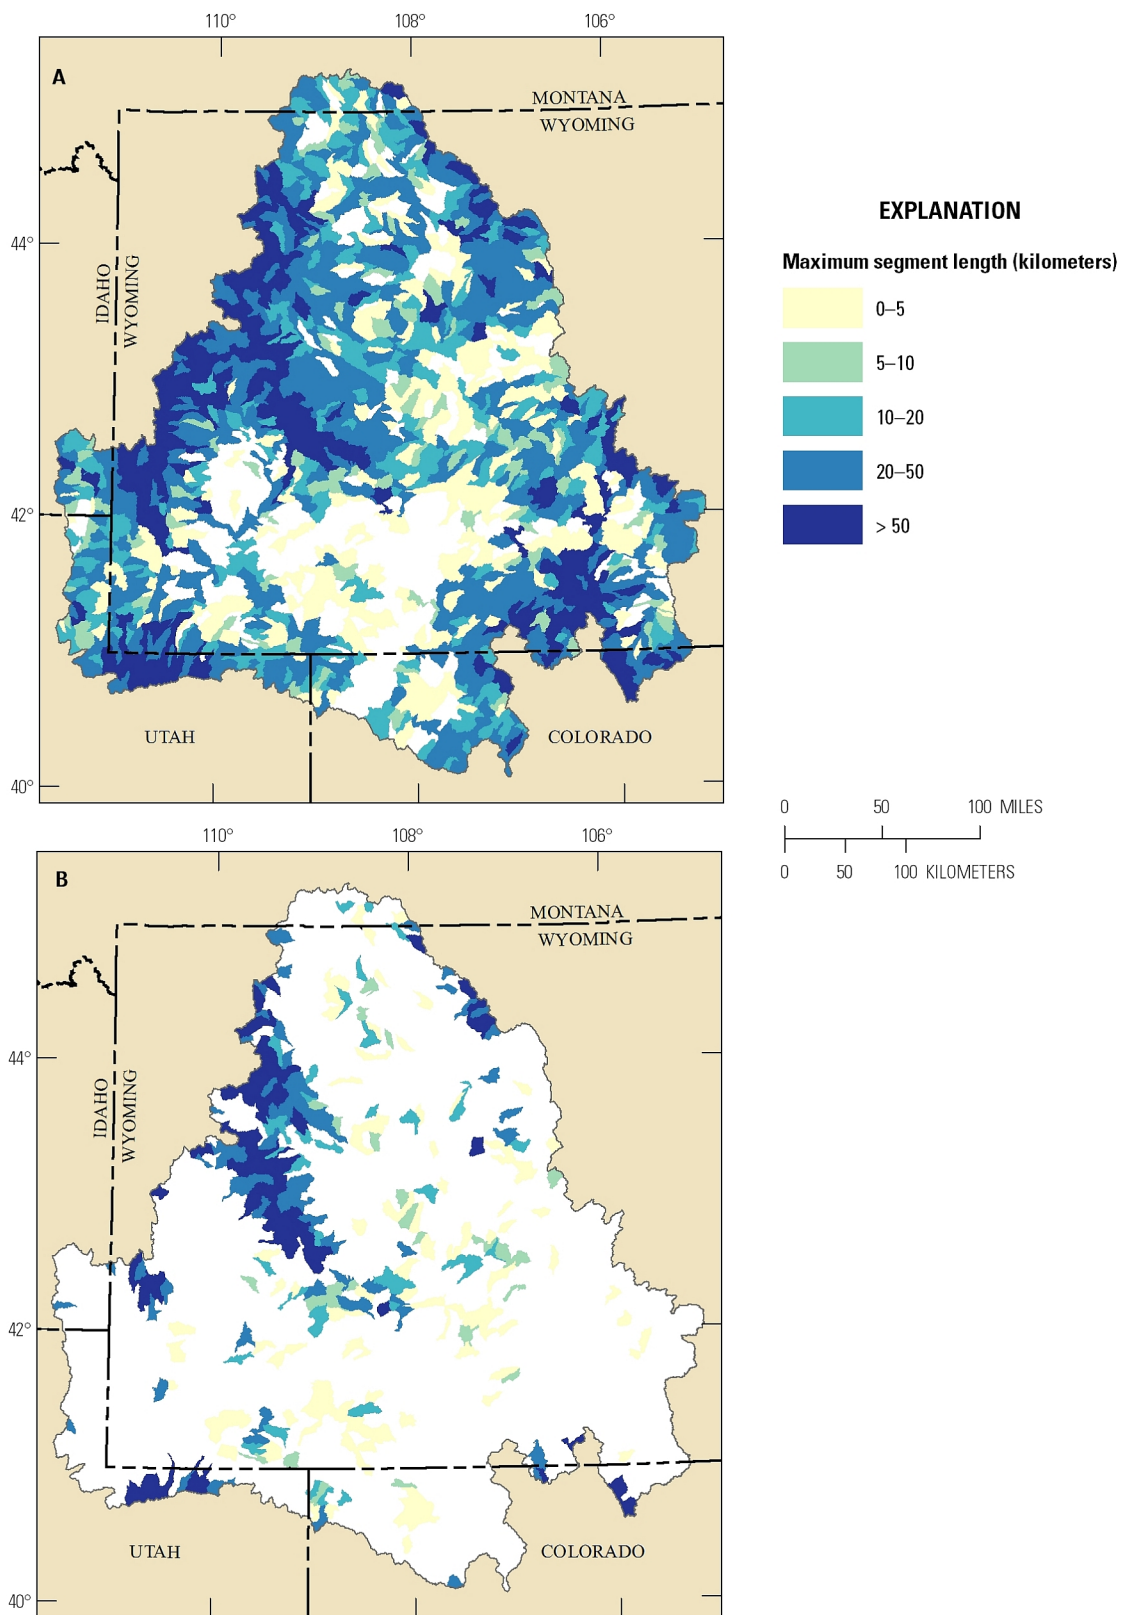 110° 108° 106°
A
MONTANA
WYOMING
44°
IDAHO
WYOMING
42°
UTAH
COLORADO
40°
EXPLANATION
Maximum segment length (kilometers)
0–5
5–10
10–20
20–50
> 50
0 50 100 MILES
0 50 100 KILOMETERS
110° 108° 106°
B
MONTANA
WYOMING
44°
IDAHO
WYOMING
42°
UTAH
COLORADO
40°